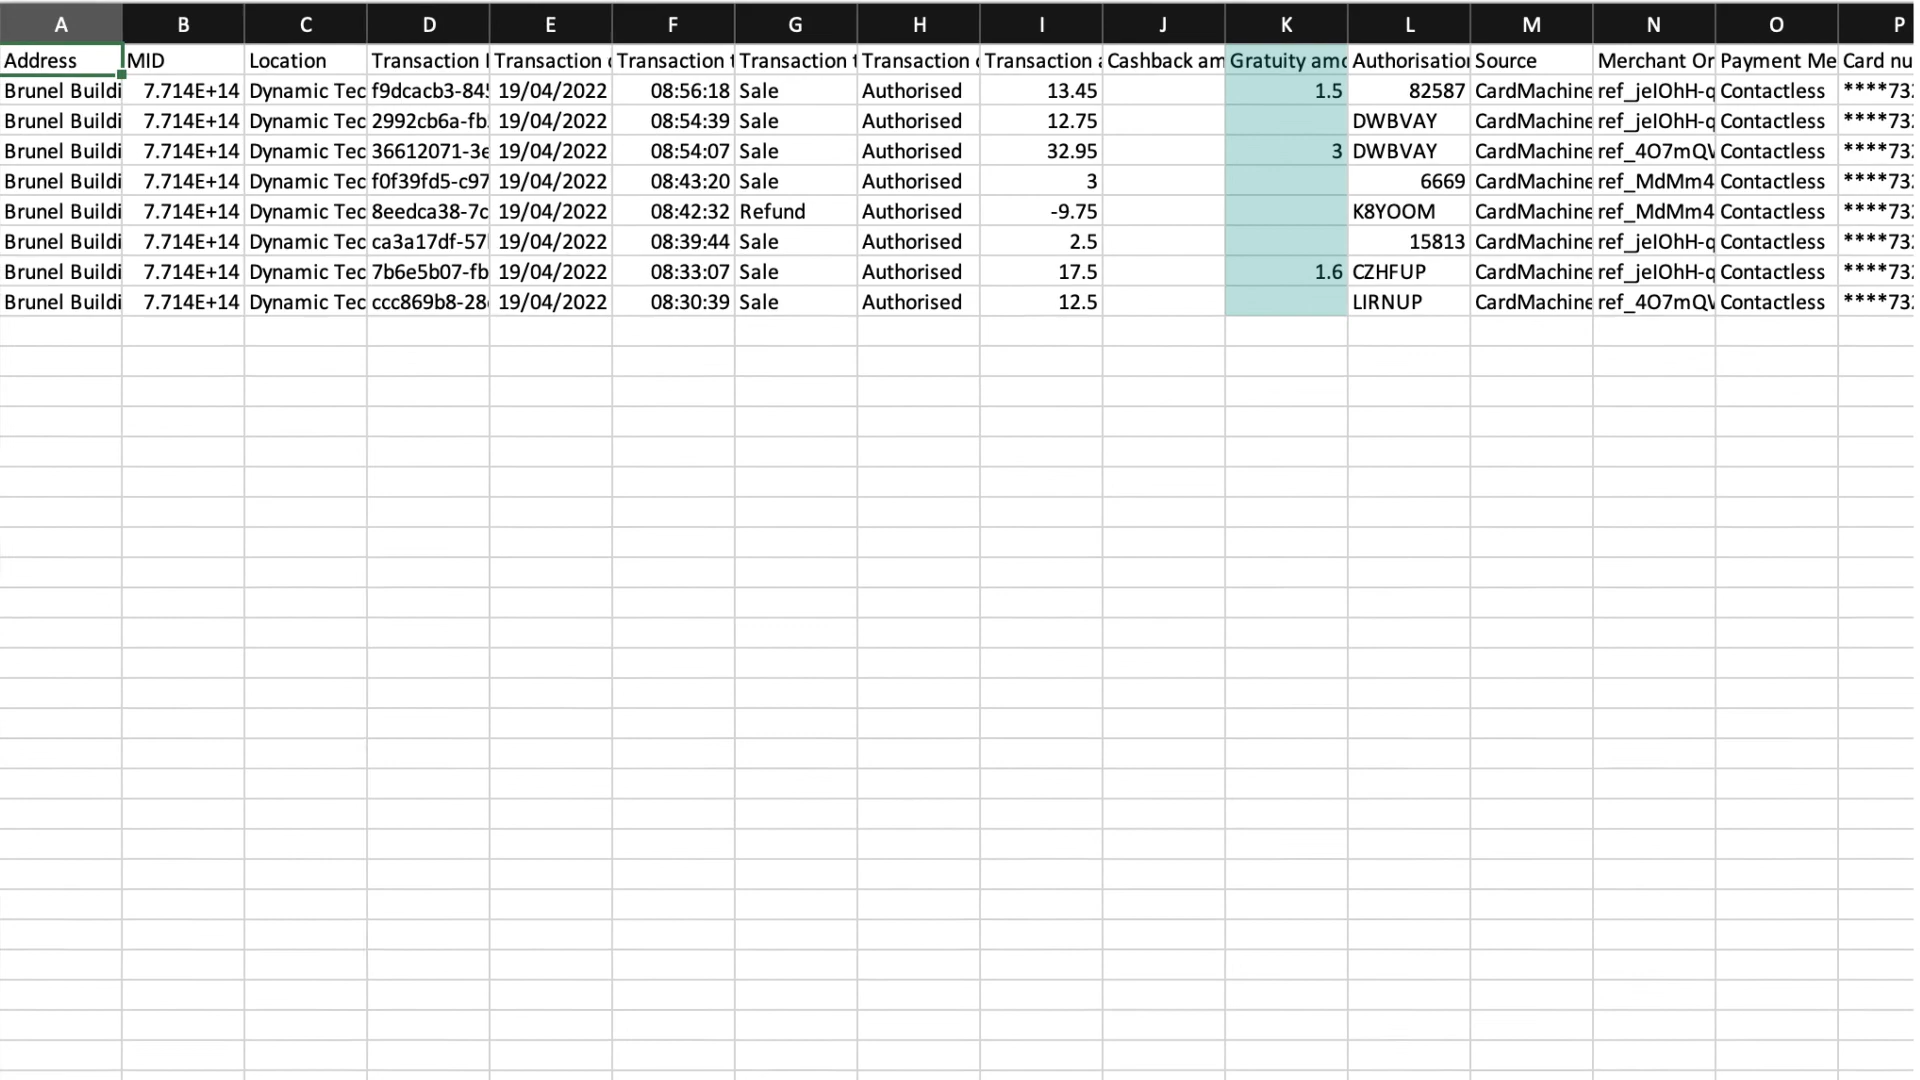 A B C D E F G H I J K L M N O P
Address MID Location Transaction Transaction Transaction Transaction Transaction Transaction Cashback am Gratuity amo Authorisation Source Merchant Or Payment Me Card nu
Brunel Buildi 7.714E+14 Dynamic Tec f9dcacb3-845 19/04/2022 08:56:18 Sale Authorised 13.45 1.5 82587 CardMachine ref_jeIOhH-q Contactless ****73
Brunel Buildi 7.714E+14 Dynamic Tec 2992cb6a-fb 19/04/2022 08:54:39 Sale Authorised 12.75 DWBVAY CardMachine ref_jeIOhH-q Contactless ****73
Brunel Buildi 7.714E+14 Dynamic Tec 36612071-3e 19/04/2022 08:54:07 Sale Authorised 32.95 3 DWBVAY CardMachine ref_4O7mQV Contactless ****73
Brunel Buildi 7.714E+14 Dynamic Tec f0f39fd5-c97 19/04/2022 08:43:20 Sale Authorised 3 6669 CardMachine ref_MdMm4 Contactless ****73
Brunel Buildi 7.714E+14 Dynamic Tec 8eedca38-7c 19/04/2022 08:42:32 Refund Authorised -9.75 K8YOOM CardMachine ref_MdMm4 Contactless ****73
Brunel Buildi 7.714E+14 Dynamic Tec ca3a17df-57 19/04/2022 08:39:44 Sale Authorised 2.5 15813 CardMachine ref_jeIOhH-q Contactless ****73
Brunel Buildi 7.714E+14 Dynamic Tec 7b6e5b07-fb 19/04/2022 08:33:07 Sale Authorised 17.5 1.6 CZHFUP CardMachine ref_jeIOhH-q Contactless ****73
Brunel Buildi 7.714E+14 Dynamic Tec ccc869b8-28 19/04/2022 08:30:39 Sale Authorised 12.5 LIRNUP CardMachine ref_4O7mQV Contactless ****73